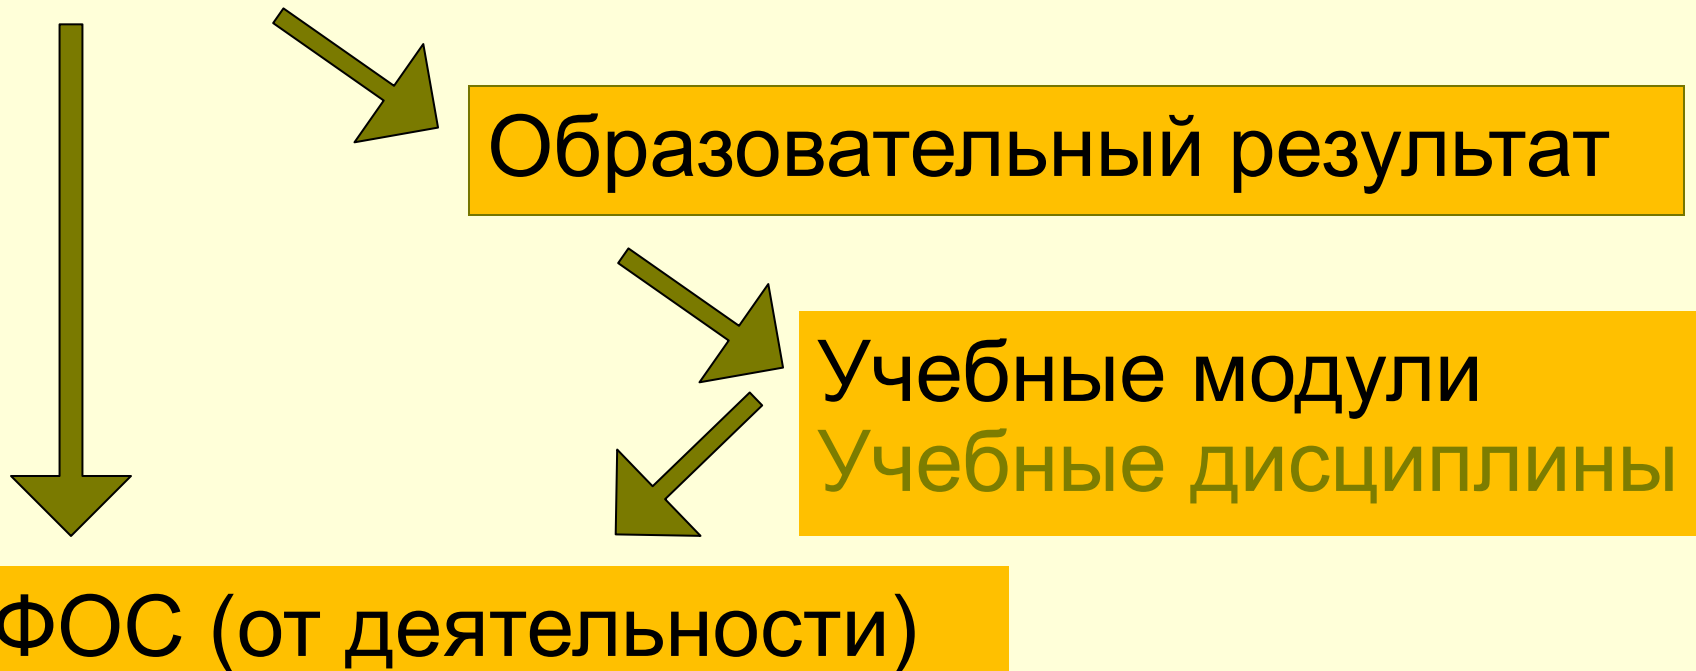 Образовательный результат
Учебные модули
Учебные дисциплины
ФОС (от деятельности)